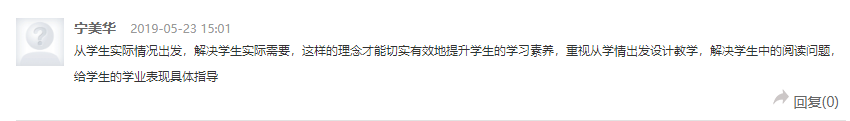 宁美华 2019-05-23 15:01
从学生实际情况出发，解决学生实际需要，这样的理念才能切实有效地提升学生的学习素养，重视从学情出发设计教学，解决学生中的阅读问题，
给学生的学业表现具体指导
回复(0)